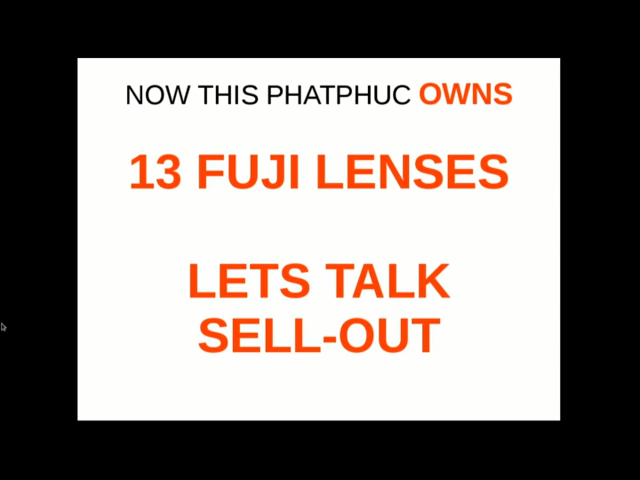 NOW THIS PHATPHUC OWNS
13 FUJI LENSES
LETS TALK
SELL-OUT